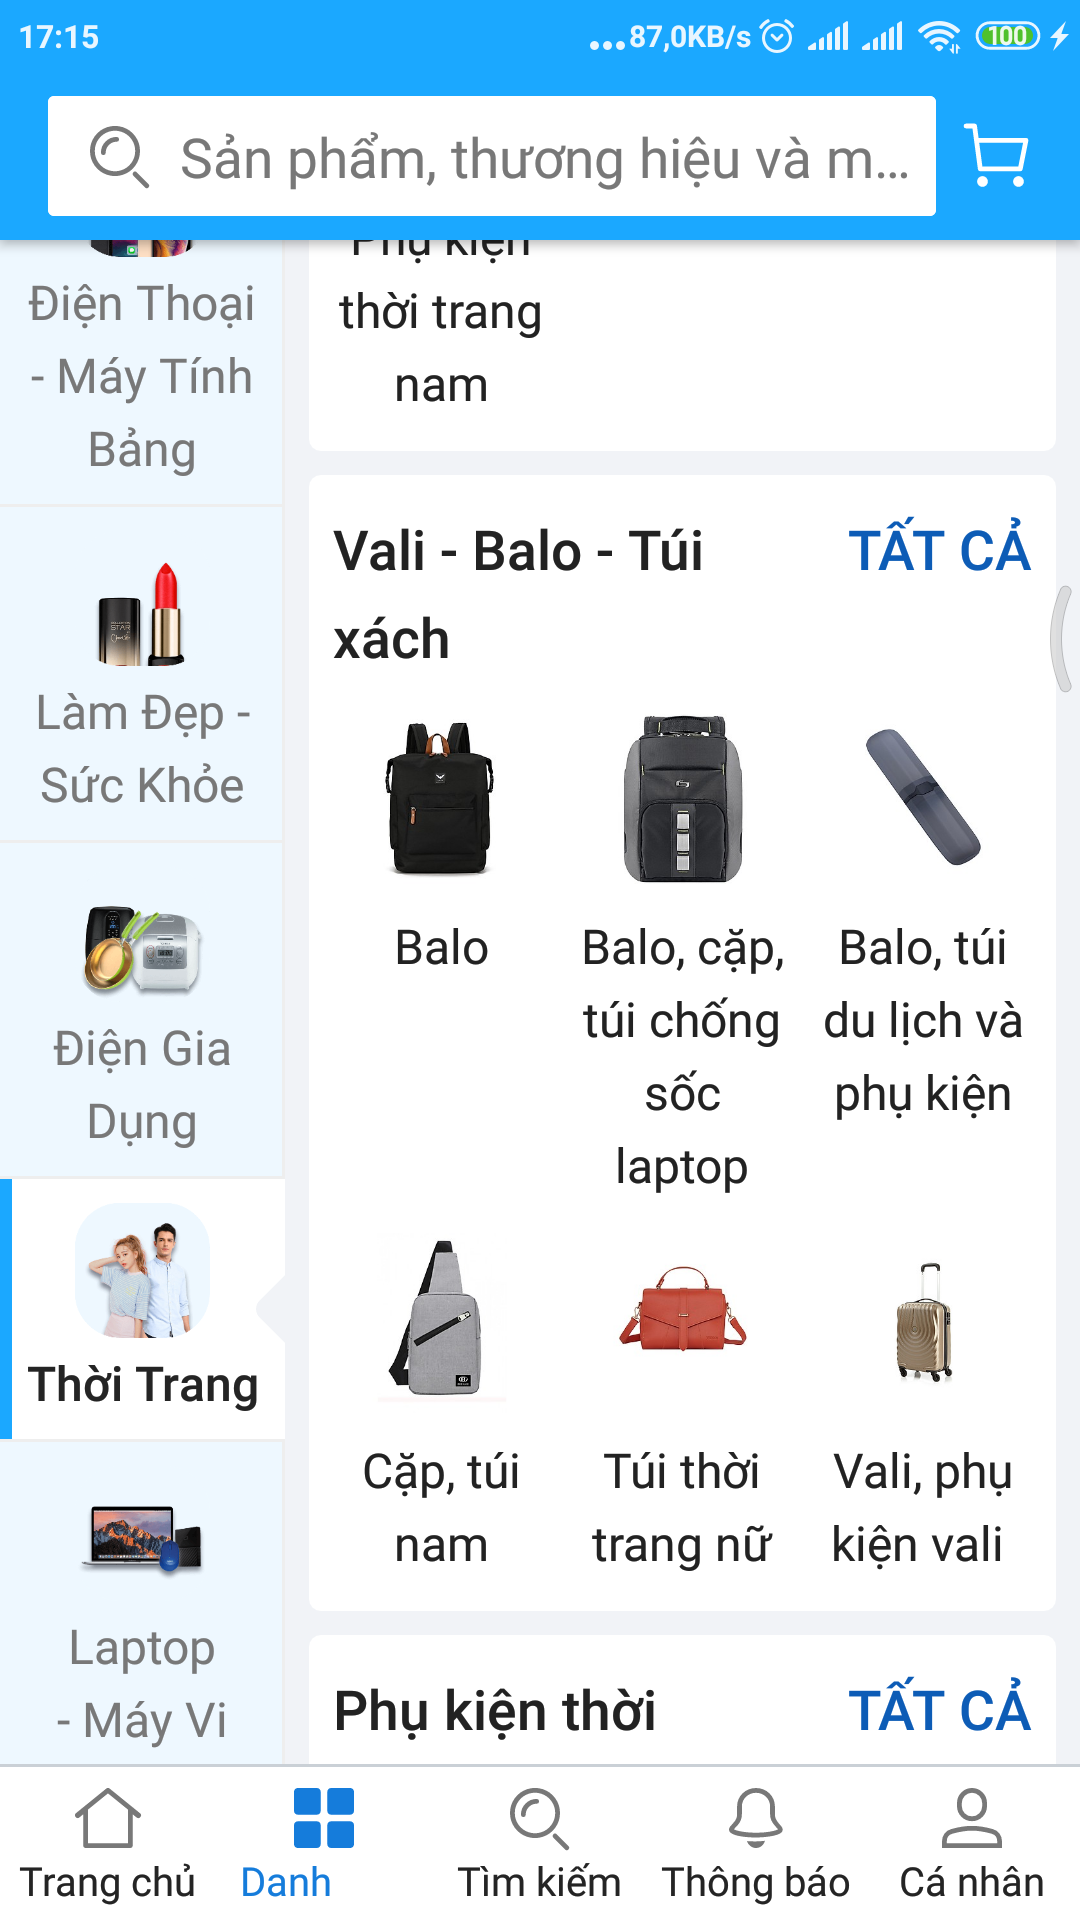 17:15
...87,0KB/s
100
Sản phẩm, thương hiệu và m...
Điện Thoại
- Máy Tính
Bảng
Làm Đẹp -
Sức Khỏe
Điện Gia
Dụng
Thời Trang
Laptop
- Máy Vi
Phụ kiện
thời trang
nam
Vali - Balo - Túi
xách
TẤT CẢ
Balo
Balo, cặp,
túi chống
sốc
laptop
Balo, túi
du lịch và
phụ kiện
Cặp, túi
nam
Túi thời
trang nữ
Vali, phụ
kiện vali
Phụ kiện thời
TẤT CẢ
Trang chủ
Danh
Tìm kiếm
Thông báo
Cá nhân